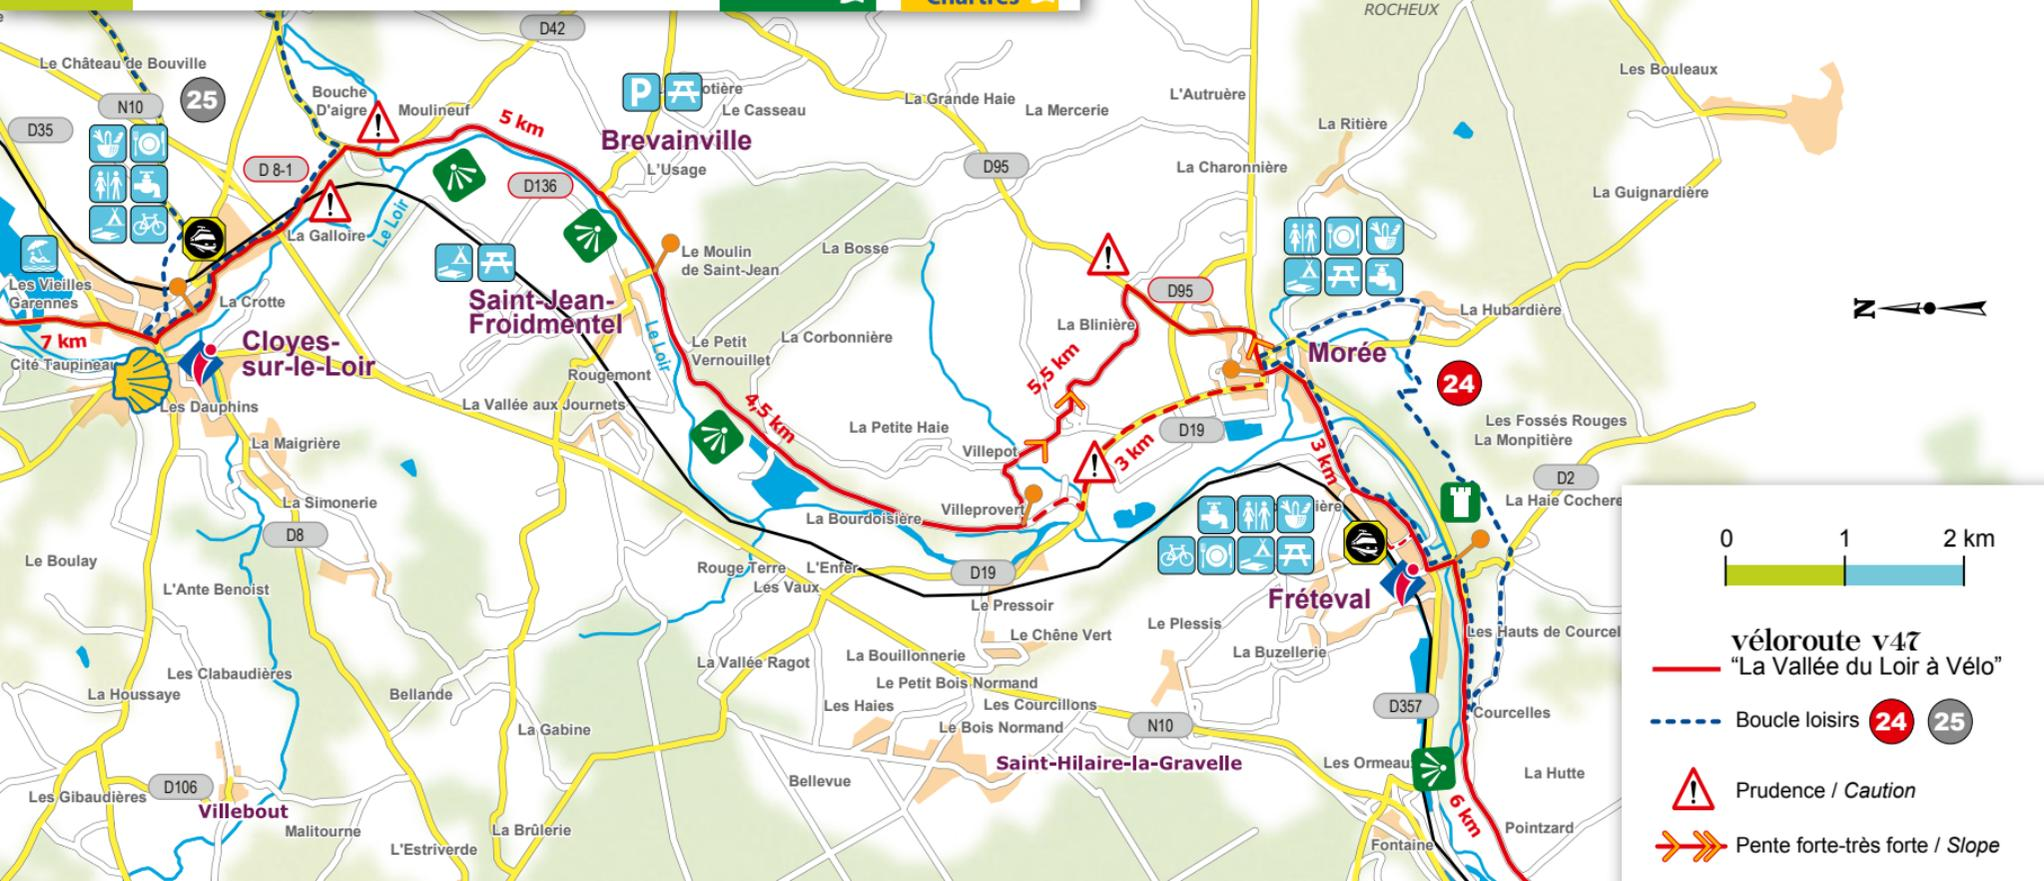 Chartres
ROCHEUX
D42
Le Château de Bouville
N10
25
D35
Bouche
D'aigre
Moulineuf
5 km
P
Le Casseau
Brevainville
L'Usage
La Grande Haie
La Mercerie
L'Autruère
Les Bouleaux
La Ritière
D95
La Charonnière
La Guignardière
D 8-1
D136
La Galloire
Le Loir
Le Moulin
de Saint-Jean
La Bosse
Les Vieilles
Garennes
La Crotte
Saint-Jean-
Froidmentel
Le Loir
D95
La Blinière
La Hubardière
N
7 km
Cité Taupineau
Cloyes-
sur-le-Loir
Le Petit
Vernouillet
La Corbonnière
5,5 km
Morée
24
Rougemont
Les Dauphins
La Vallée aux Journets
4,5 km
La Petite Haie
D19
Les Fossés Rouges
La Monpitière
La Maigrière
Villepot
3 km
3 km
D2
La Simonerie
La Bourdoisière
Villeprovert
La Haie Cochere
D8
Le Boulay
L'Ante Benoist
Rouge Terre
L'Enfer
Les Vaux
D19
Le Pressoir
Fréteval
Le Chêne Vert
Le Plessis
Les Hauts de Courcel
La Buzellerie
La Vallée Ragot
La Bouillonnerie
Le Petit Bois Normand
Les Clabaudières
La Houssaye
Bellande
Les Haies
Les Courcillons
Le Bois Normand
N10
D357
Courcelles
La Gabine
Saint-Hilaire-la-Gravelle
Les Ormeaux
La Hutte
Bellevue
Les Gibaudières
D106
Villebout
Malitourne
La Brûlerie
L'Estriverde
6 km
Pointzard
Fontaine
0 1 2 km
véloroute v47
“La Vallée du Loir à Vélo”
Boucle loisirs 24 25
Prudence / Caution
Pente forte-très forte / Slope